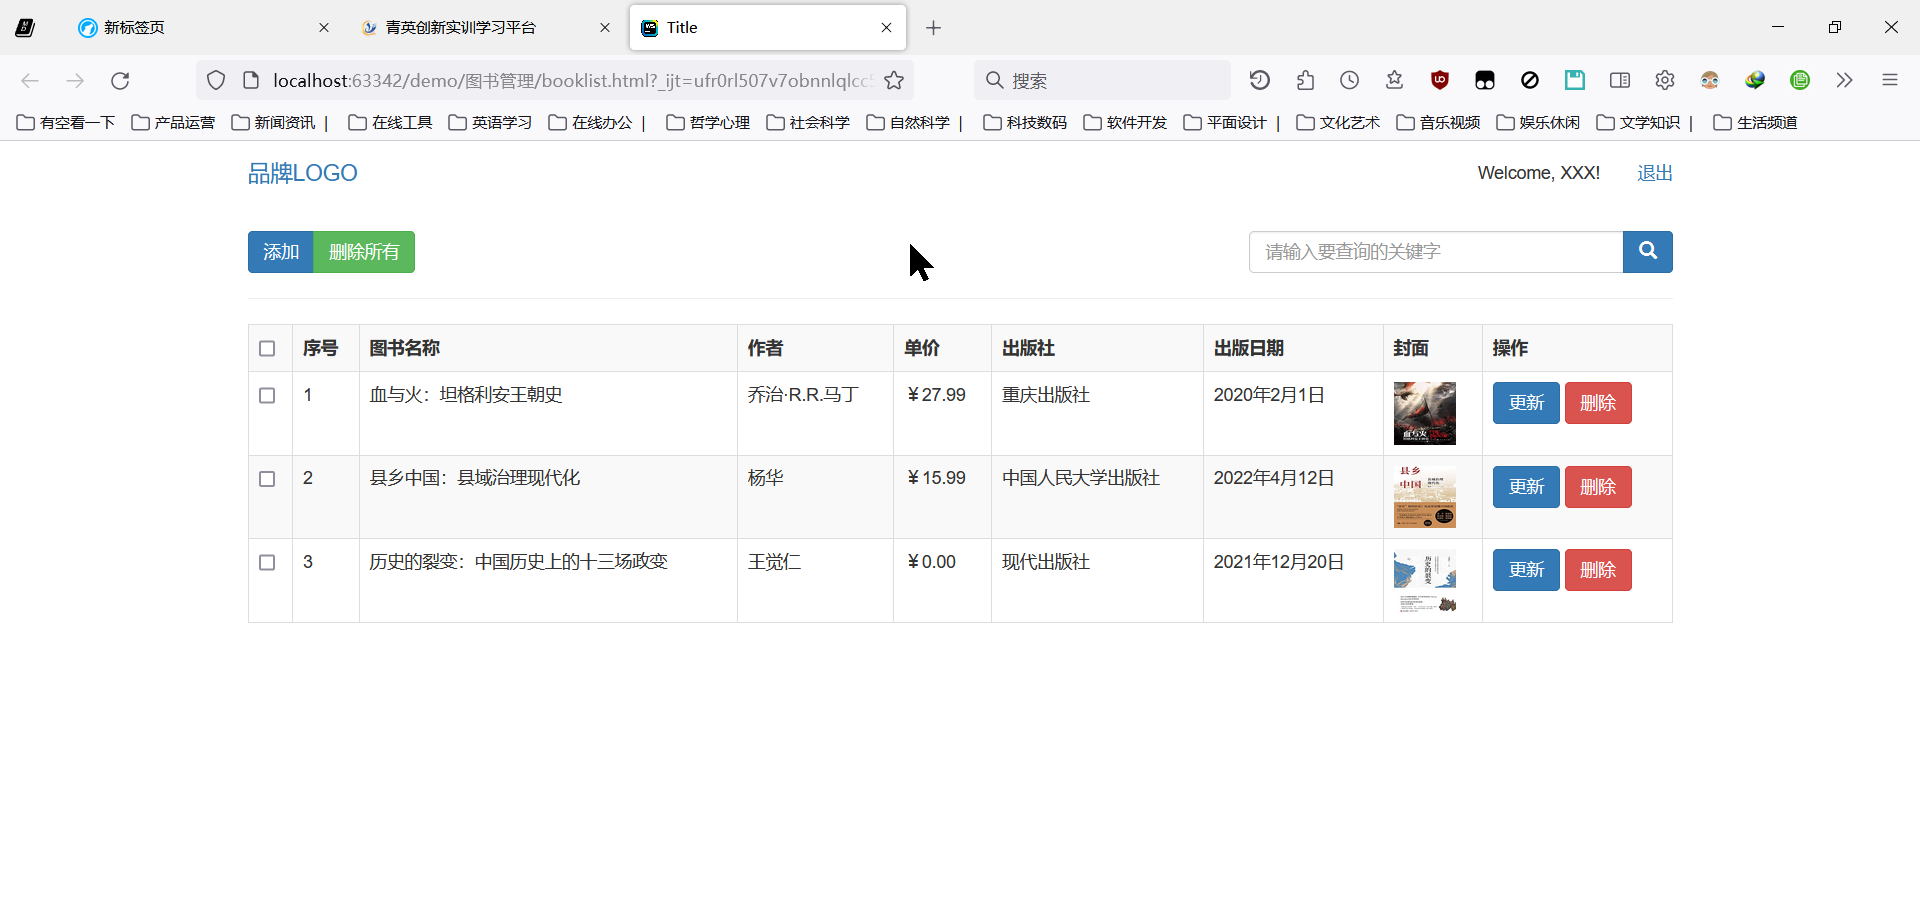 新标签页
青英创新实训学习平台
Title
localhost:63342/demo/图书管理/booklist.html?_ijt=ufr0rl507v7obnnlqlcc5
搜索
有空看一下 产品运营 新闻资讯 | 在线工具 英语学习 在线办公 | 哲学心理 社会科学 自然科学 | 科技数码 软件开发 平面设计 | 文化艺术 音乐视频 娱乐休闲 文学知识 | 生活频道
品牌LOGO
Welcome, XXX! 退出
添加 删除所有
请输入要查询的关键字
序号 图书名称 作者 单价 出版社 出版日期 封面 操作
1 血与火：坦格利安王朝史 乔治·R.R.马丁 ¥27.99 重庆出版社 2020年2月1日 更新 删除
血与火
2 县乡中国：县域治理现代化 杨华 ¥15.99 中国人民大学出版社 2022年4月12日 更新 删除
县乡
中国
3 历史的裂变：中国历史上的十三场政变 王觉仁 ¥0.00 现代出版社 2021年12月20日 更新 删除
历史的裂变